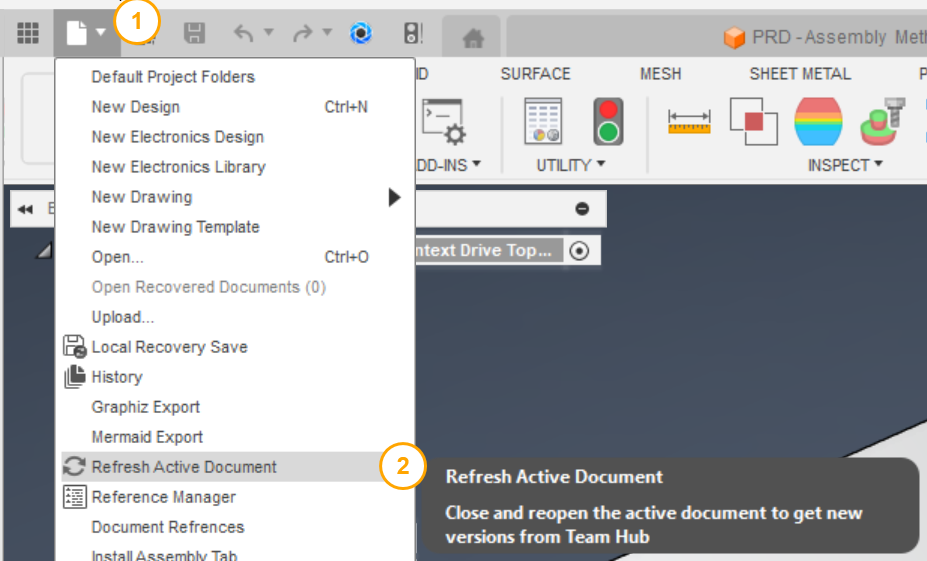 1
PRD - Assembly Met
SURFACE
MESH
SHEET METAL
DD-INS
UTILITY
INSPECT
Default Project Folders
New Design Ctrl+N
New Electronics Design
New Electronics Library
New Drawing
New Drawing Template
Open... Ctrl+O
Open Recovered Documents (0)
Upload...
Local Recovery Save
History
Graphiz Export
Mermaid Export
Refresh Active Document
Reference Manager
Document Refrences
Install Assembly Tab
ntext Drive Top...
2
Refresh Active Document
Close and reopen the active document to get new
versions from Team Hub